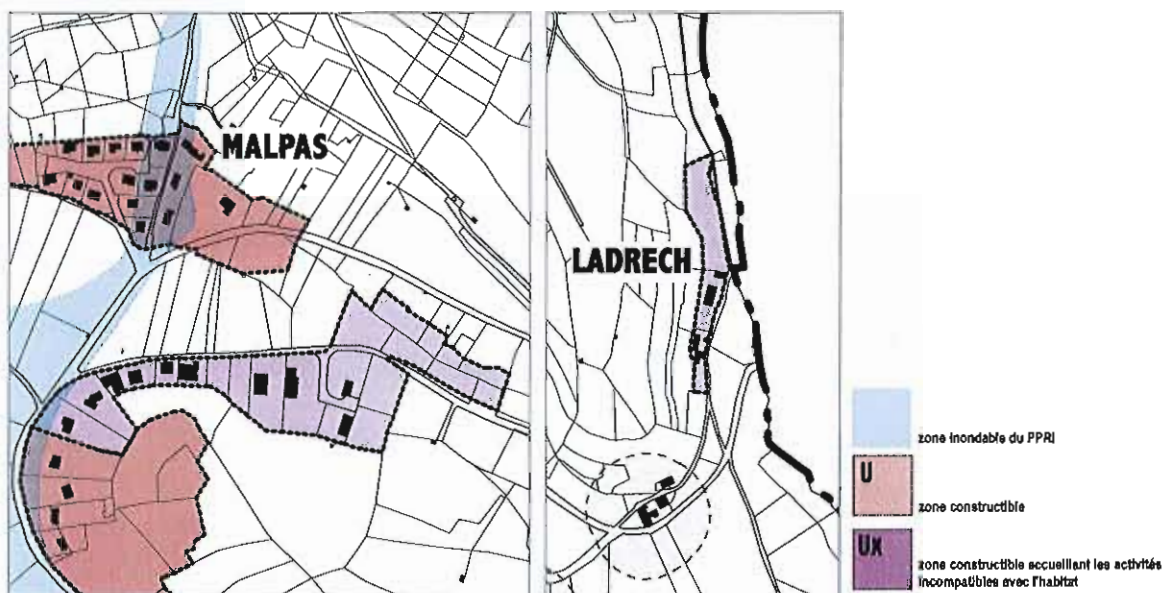 MALPAS
LADRECH
zone inondable du PPRI
U
zone constructible
Ux
zone constructible accueillant les activités
incompatibles avec l'habitat